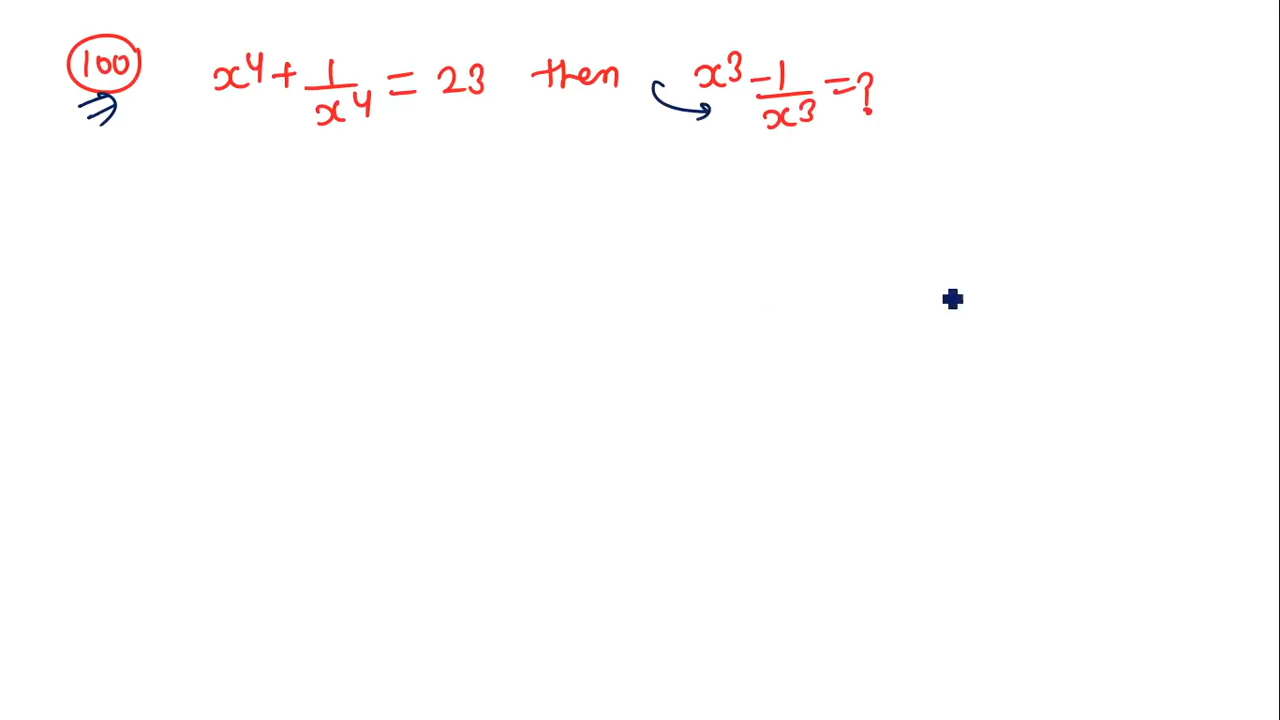 100 x⁴ + 1/x⁴ = 23 then x³ - 1/x³ = ?